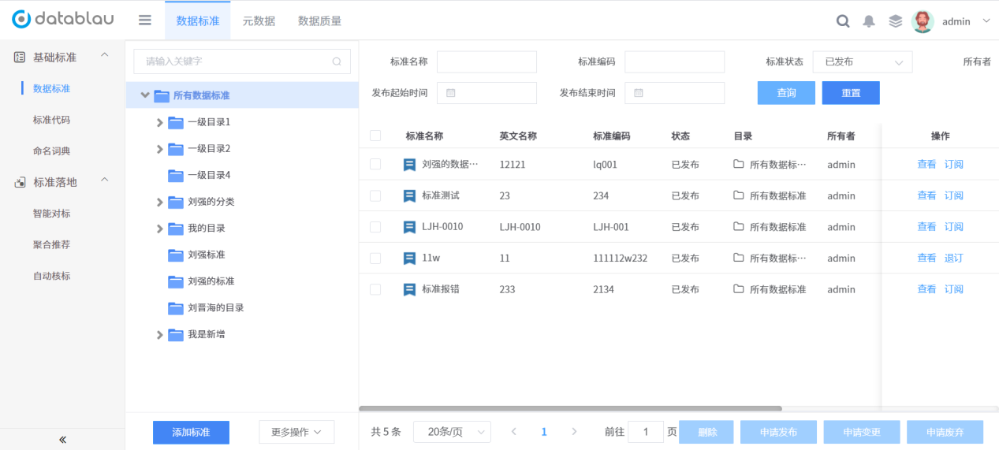 datablau
数据标准
元数据
数据质量
admin
基础标准
数据标准
标准代码
命名词典
标准落地
智能对标
聚合推荐
自动核标
请输入关键字
所有数据标准
一级目录1
一级目录2
一级目录4
刘强的分类
我的目录
刘强标准
刘强的标准
刘晋海的目录
我是新增
添加标准
更多操作
标准名称
标准编码
标准状态 已发布
所有者
发布起始时间
发布结束时间
查询
重置
标准名称 英文名称 标准编码 状态 目录 所有者 操作
刘强的数据… 12121 lq001 已发布 所有数据标… admin 查看 订阅
标准测试 23 234 已发布 所有数据标准 admin 查看 订阅
LJH-0010 LJH-0010 LJH-001 已发布 所有数据标准 admin 查看 订阅
11w 11 111112w232 已发布 所有数据标… admin 查看 退订
标准报错 233 2134 已发布 所有数据标准 admin 查看 订阅
共 5 条 20条/页 1 前往 1 页 删除 申请发布 申请变更 申请废弃